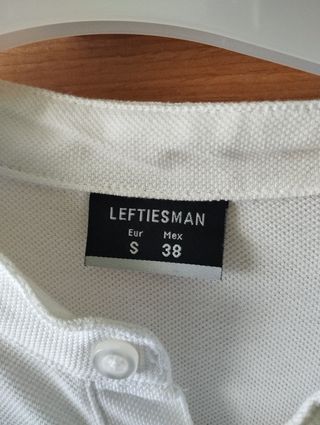 LEFTIESMAN
Eur Mex
S 38